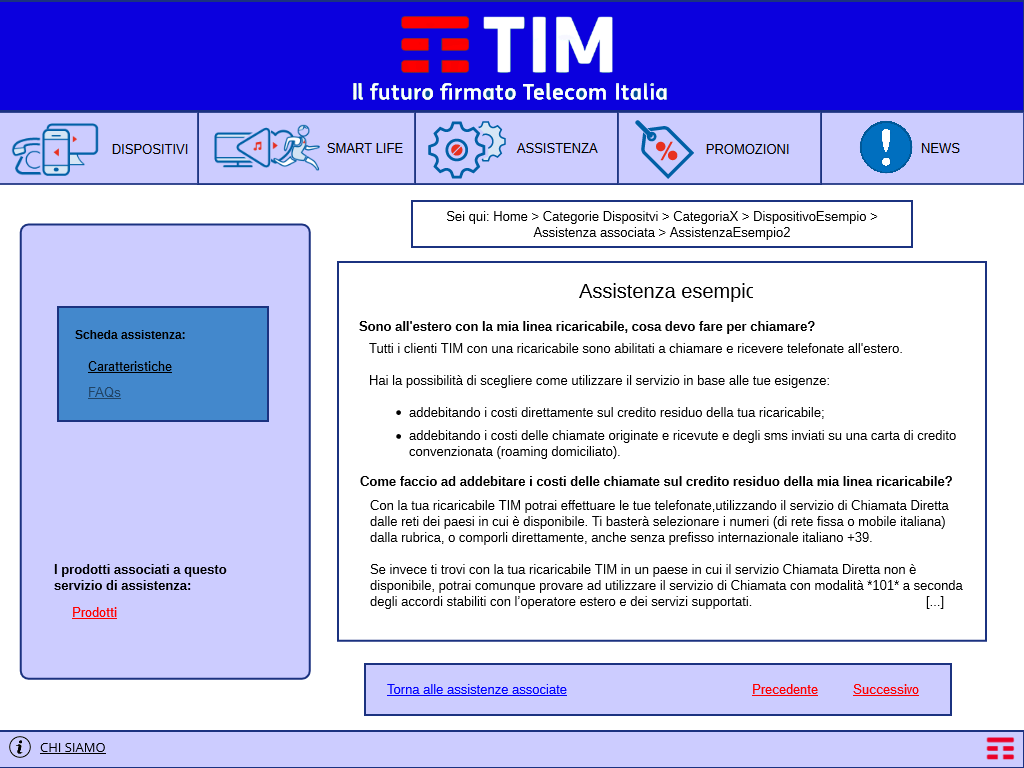 TIM
Il futuro firmato Telecom Italia
DISPOSITIVI
SMART LIFE
ASSISTENZA
PROMOZIONI
NEWS
Sei qui: Home > Categorie Dispositvi > CategoriaX > DispositivoEsempio >
Assistenza associata > AssistenzaEsempio2
Scheda assistenza:
Caratteristiche
FAQs
I prodotti associati a questo
servizio di assistenza:
Prodotti
Assistenza esempio
Sono all'estero con la mia linea ricaricabile, cosa devo fare per chiamare?
Tutti i clienti TIM con una ricaricabile sono abilitati a chiamare e ricevere telefonate all'estero.
Hai la possibilità di scegliere come utilizzare il servizio in base alle tue esigenze:
• addebitando i costi direttamente sul credito residuo della tua ricaricabile;
• addebitando i costi delle chiamate originate e ricevute e degli sms inviati su una carta di credito
convenzionata (roaming domiciliato).
Come faccio ad addebitare i costi delle chiamate sul credito residuo della mia linea ricaricabile?
Con la tua ricaricabile TIM potrai effettuare le tue telefonate,utilizzando il servizio di Chiamata Diretta
dalle reti dei paesi in cui è disponibile. Ti basterà selezionare i numeri (di rete fissa o mobile italiana)
dalla rubrica, o comporli direttamente, anche senza prefisso internazionale italiano +39.
Se invece ti trovi con la tua ricaricabile TIM in un paese in cui il servizio Chiamata Diretta non è
disponibile, potrai comunque provare ad utilizzare il servizio di Chiamata con modalità *101* a seconda
degli accordi stabiliti con l'operatore estero e dei servizi supportati. [...]
Torna alle assistenze associate
Precedente
Successivo
CHI SIAMO